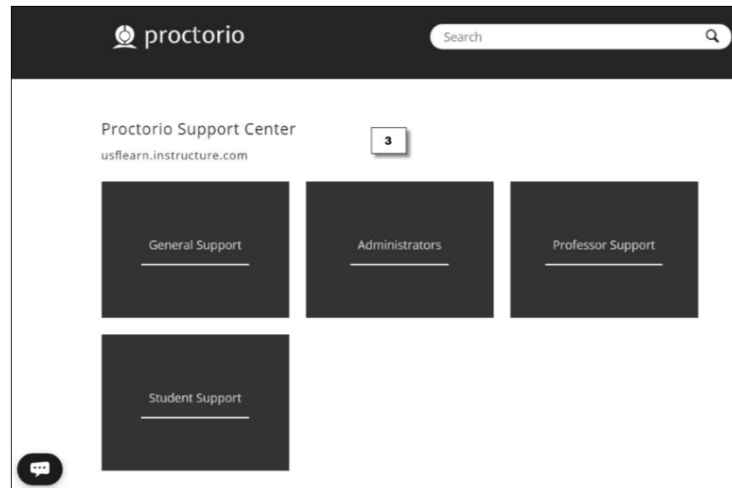 proctorio
Search
Proctorio Support Center
usflearn.instructure.com
3
General Support
Administrators
Professor Support
Student Support